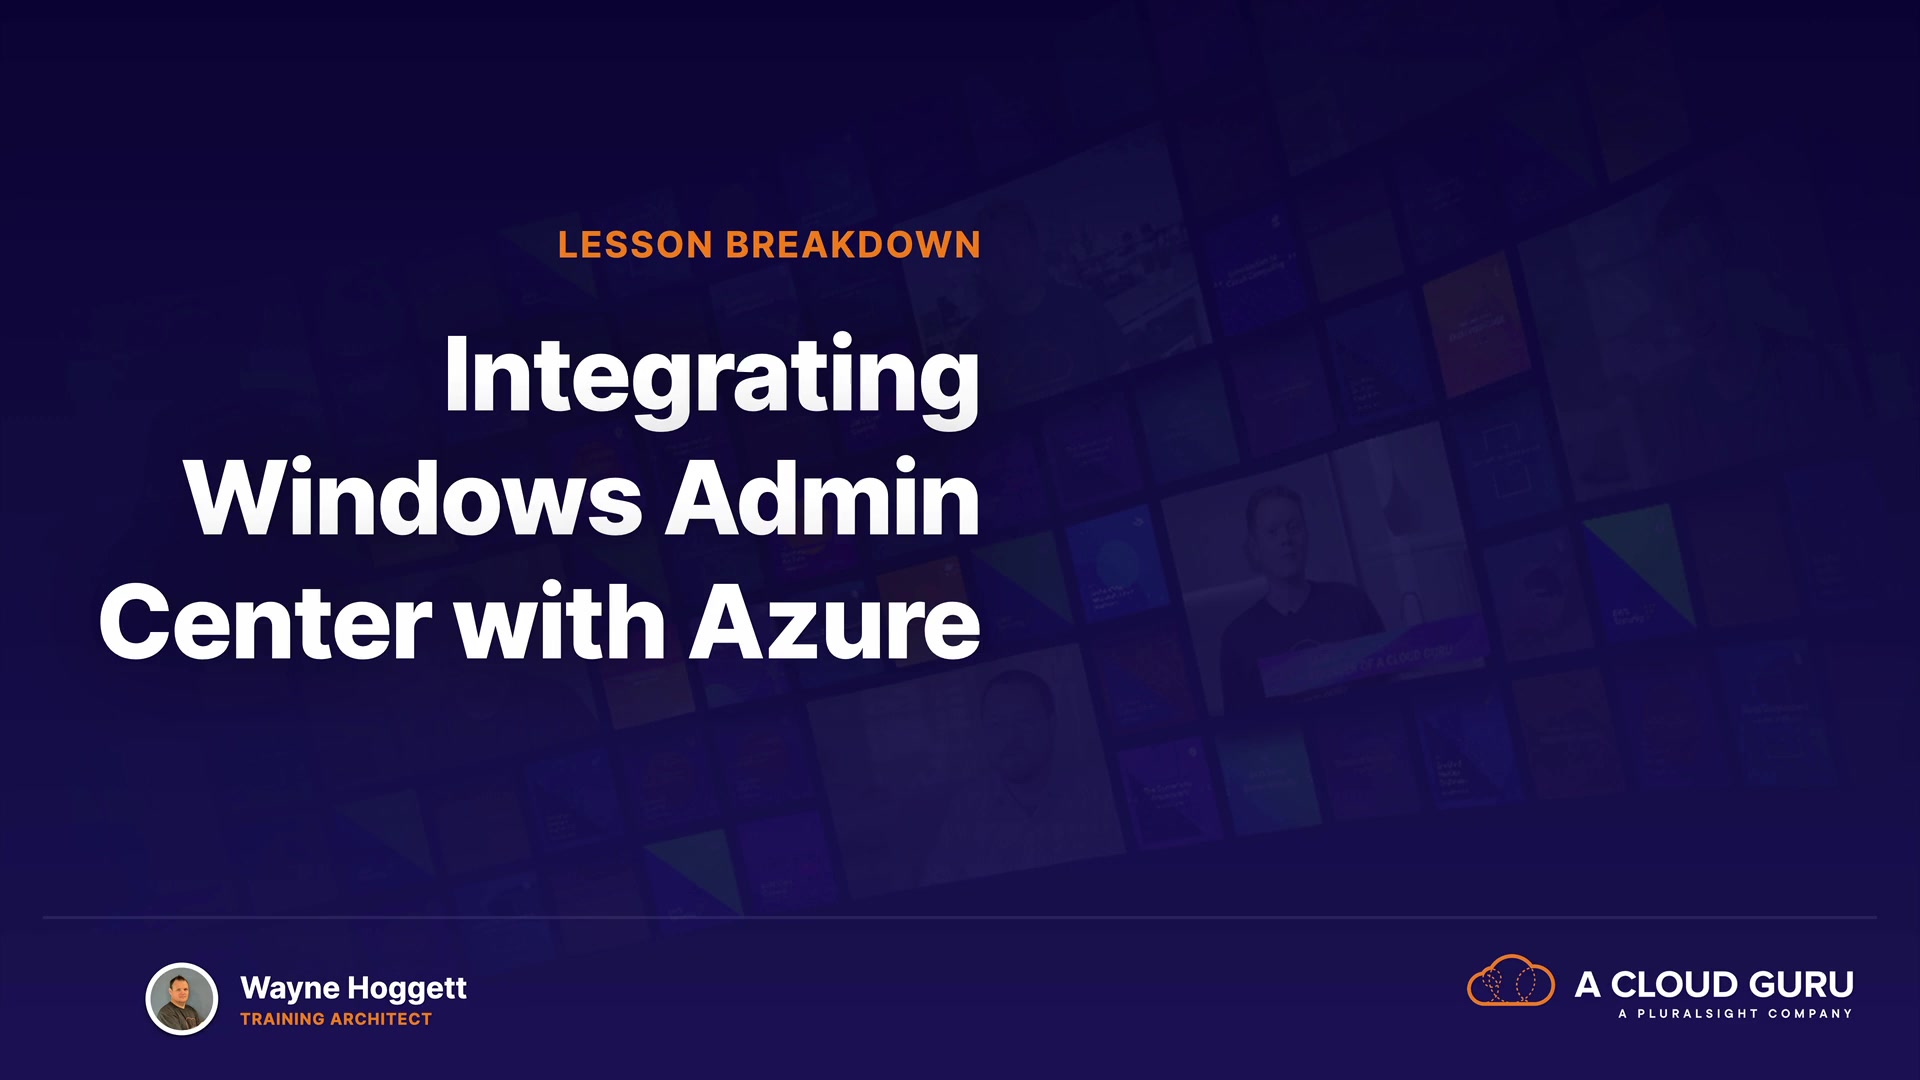 LESSON BREAKDOWN
Integrating
Windows Admin
Center with Azure
Wayne Hoggett
TRAINING ARCHITECT
A CLOUD GURU
A PLURALSIGHT COMPANY